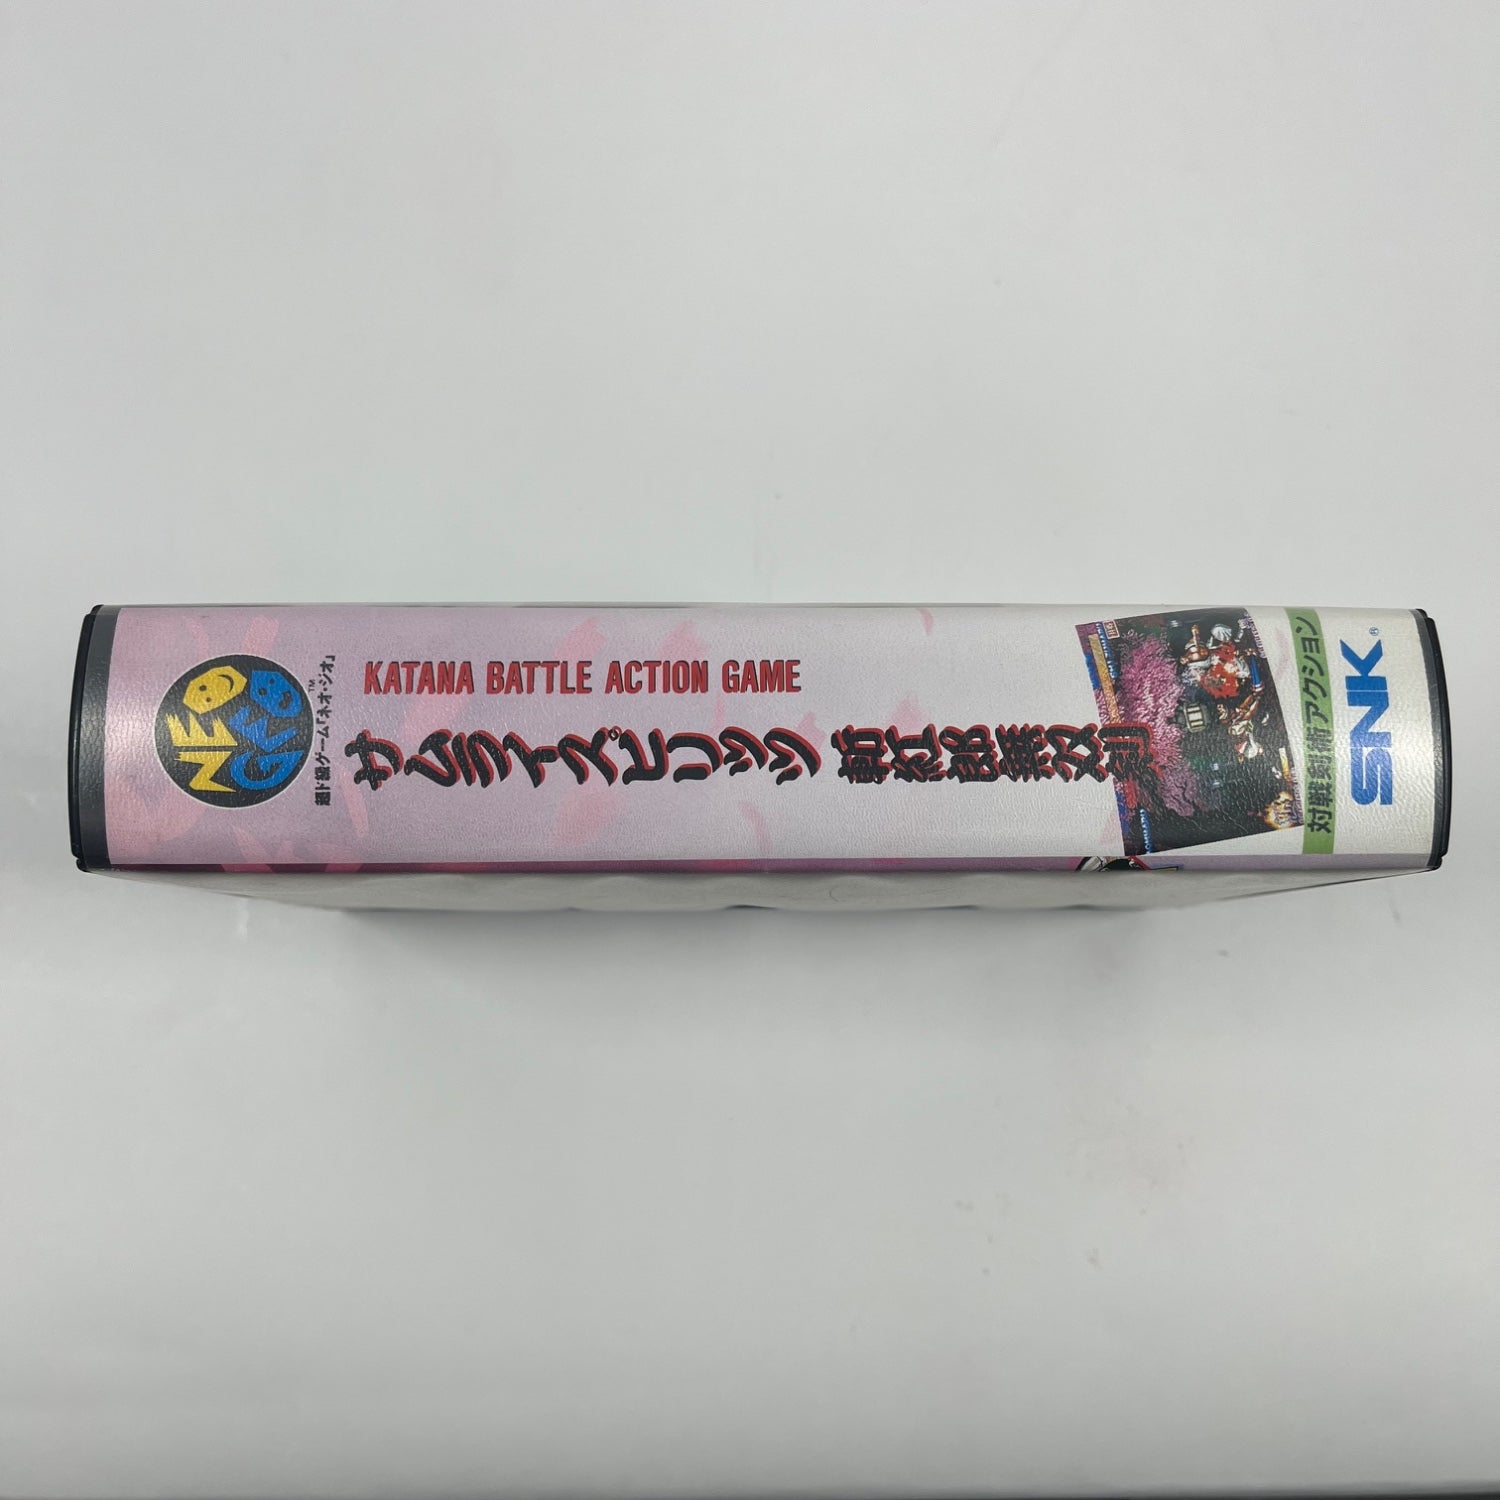 NEO
GEO
TM
超ド級ゲーム「ネオ・ジオ」
KATANA BATTLE ACTION GAME
サムライスピリッツ 斬紅郎無双剣
対戦剣術アクション
SNK®